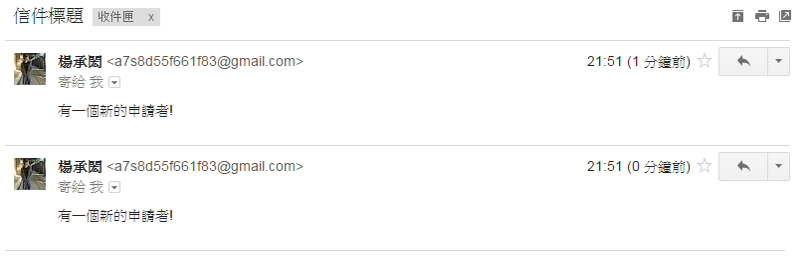 信件標題 收件匣 x
楊承閎 <a7s8d55f661f83@gmail.com> 21:51 (1 分鐘前)
寄給 我
有一個新的申請者!
楊承閎 <a7s8d55f661f83@gmail.com> 21:51 (0 分鐘前)
寄給 我
有一個新的申請者!